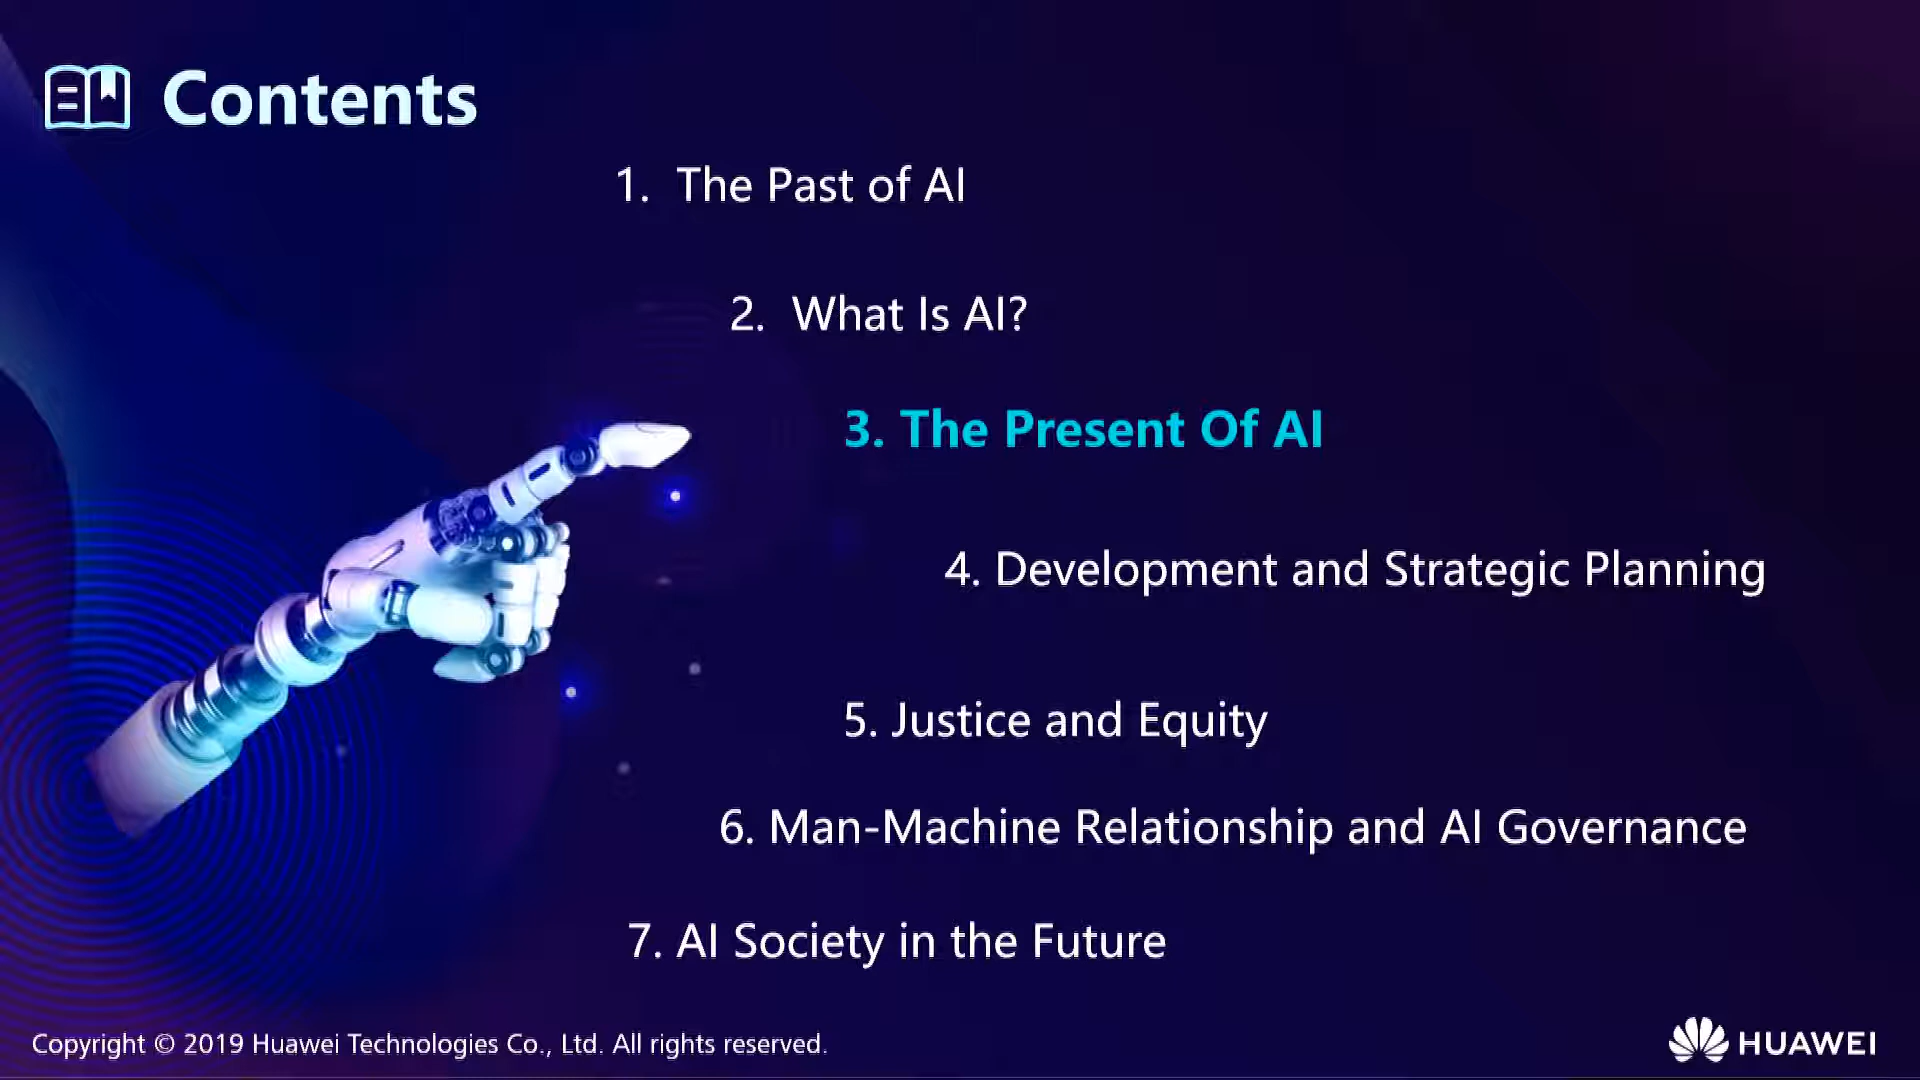 Contents
1. The Past of AI
2. What Is AI?
3. The Present Of AI
4. Development and Strategic Planning
5. Justice and Equity
6. Man-Machine Relationship and AI Governance
7. AI Society in the Future
Copyright © 2019 Huawei Technologies Co., Ltd. All rights reserved.
HUAWEI